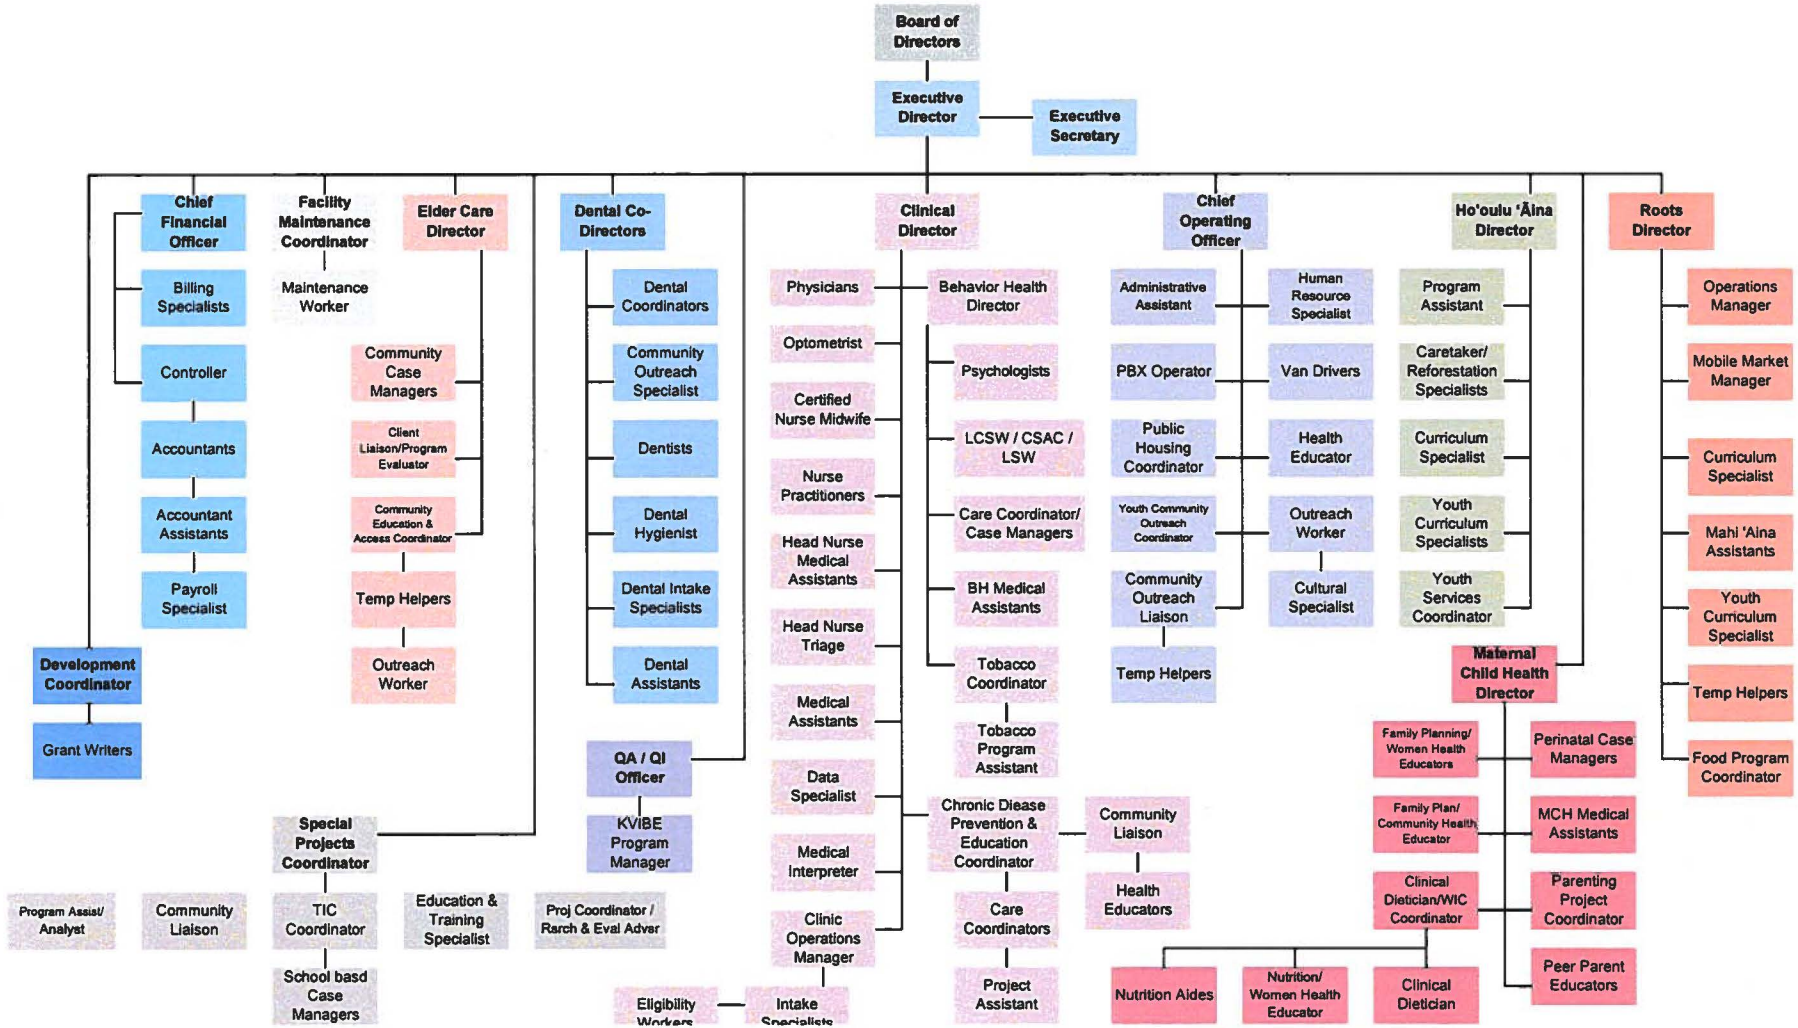 Board of
Directors
Executive
Director
Executive
Secretary
Chief
Financial
Officer
Billing
Specialists
Controller
Accountants
Accountant
Assistants
Payroll
Specialist
Development
Coordinator
Grant Writers
Facility
Maintenance
Coordinator
Maintenance
Worker
Elder Care
Director
Community
Case
Managers
Client
Liaison/Program
Evaluator
Community
Education &
Access Coordinator
Temp Helpers
Outreach
Worker
Special
Projects
Coordinator
Program Assist/
Analyst
Community
Liaison
TIC
Coordinator
School basd
Case
Managers
Education &
Training
Specialist
Proj Coordinator /
Rsrch & Eval Advsr
Dental Co-
Directors
Dental
Coordinators
Community
Outreach
Specialist
Dentists
Dental
Hygienist
Dental Intake
Specialists
Dental
Assistants
QA / QI
Officer
KVIBE
Program
Manager
Clinical
Director
Physicians
Optometrist
Certified
Nurse Midwife
Nurse
Practitioners
Head Nurse
Medical
Assistants
Head Nurse
Triage
Medical
Assistants
Data
Specialist
Medical
Interpreter
Clinic
Operations
Manager
Intake
Specialists
Eligibility
Workers
Behavior Health
Director
Psychologists
LCSW / CSAC /
LSW
Care Coordinator/
Case Managers
BH Medical
Assistants
Tobacco
Coordinator
Tobacco
Program
Assistant
Chronic Diease
Prevention &
Education
Coordinator
Community
Liaison
Health
Educators
Care
Coordinators
Project
Assistant
Chief
Operating
Officer
Administrative
Assistant
Human
Resource
Specialist
PBX Operator
Van Drivers
Public
Housing
Coordinator
Health
Educator
Youth Community
Outreach
Coordinator
Outreach
Worker
Community
Outreach
Liaison
Cultural
Specialist
Temp Helpers
Ho'oulu ‘Āina
Director
Program
Assistant
Caretaker/
Reforestation
Specialists
Curriculum
Specialist
Youth
Curriculum
Specialists
Youth
Services
Coordinator
Maternal
Child Health
Director
Family Planning/
Women Health
Educators
Perinatal Case
Managers
Family Plan/
Community Health
Educator
MCH Medical
Assistants
Clinical
Dietician/WIC
Coordinator
Parenting
Project
Coordinator
Peer Parent
Educators
Nutrition Aides
Nutrition/
Women Health
Educator
Clinical
Dietician
Roots
Director
Operations
Manager
Mobile Market
Manager
Curriculum
Specialist
Mahi ‘Aina
Assistants
Youth
Curriculum
Specialist
Temp Helpers
Food Program
Coordinator